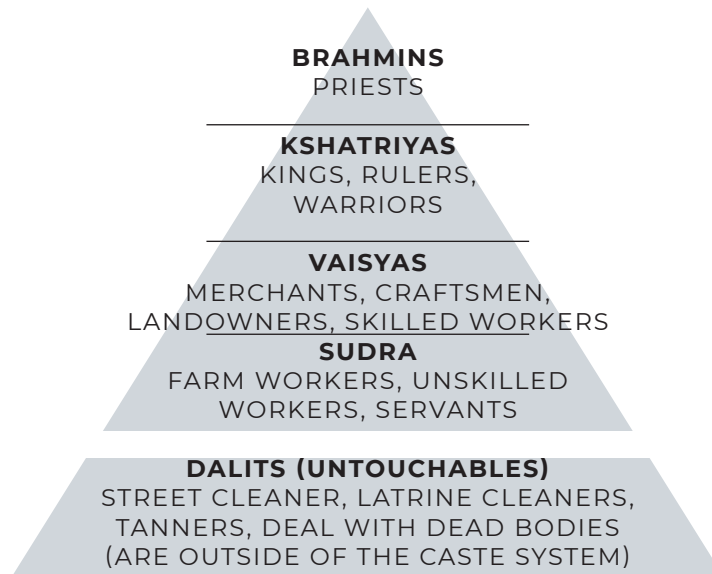 BRAHMINS
PRIESTS
KSHATRIYAS
KINGS, RULERS,
WARRIORS
VAISYAS
MERCHANTS, CRAFTSMEN,
LANDOWNERS, SKILLED WORKERS
SUDRA
FARM WORKERS, UNSKILLED
WORKERS, SERVANTS
DALITS (UNTOUCHABLES)
STREET CLEANER, LATRINE CLEANERS,
TANNERS, DEAL WITH DEAD BODIES
(ARE OUTSIDE OF THE CASTE SYSTEM)